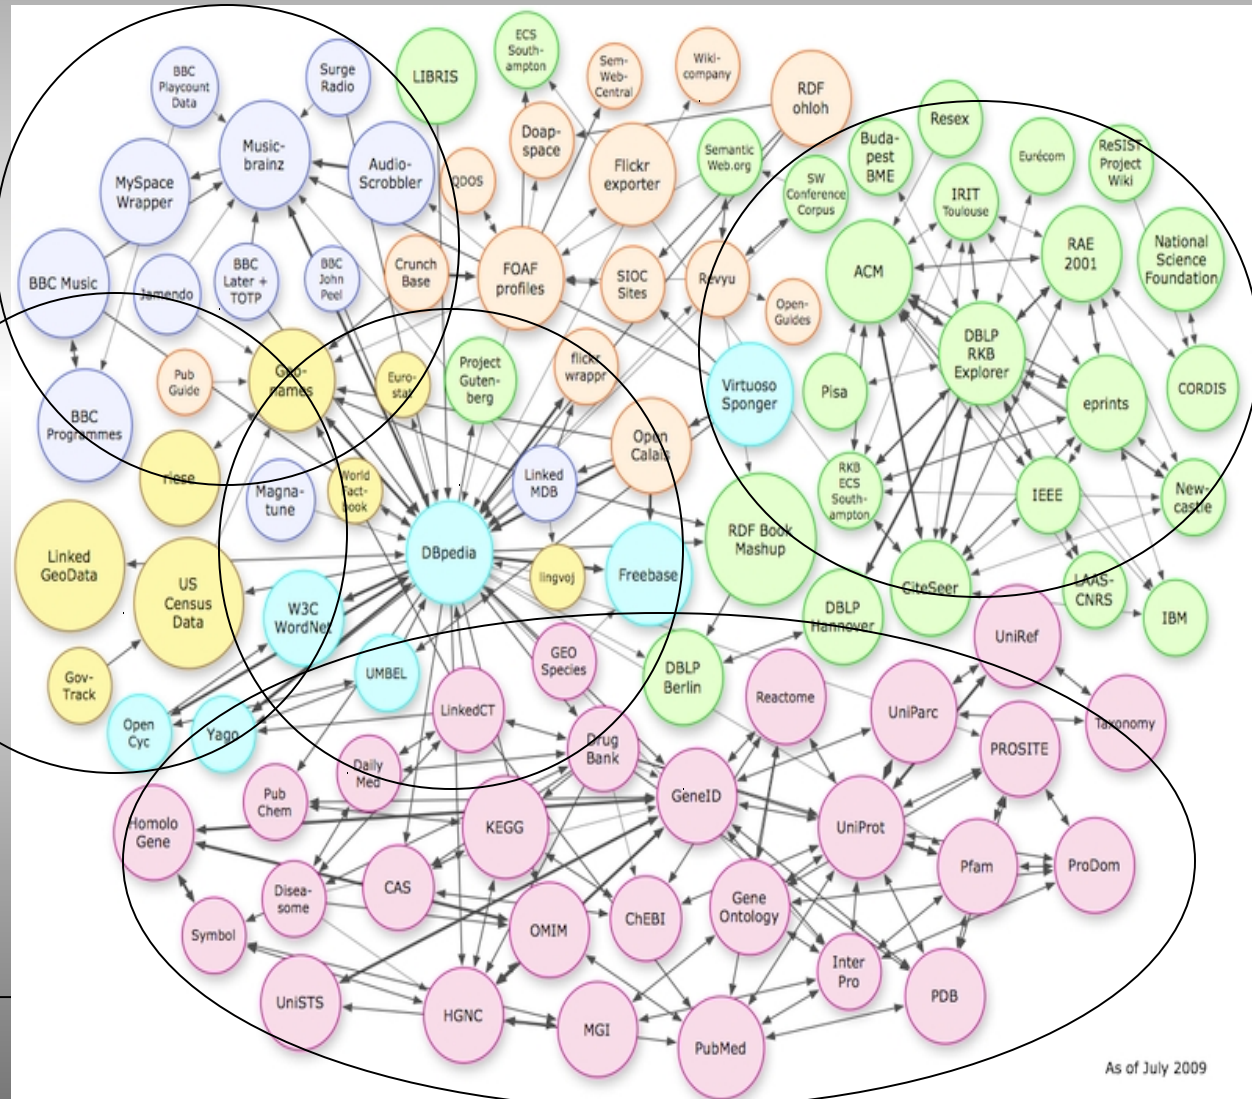 BBC
Playcount
Data
Surge
Radio
LIBRIS
ECS
South-
ampton
Sem-
Web-
Central
Wiki-
company
RDF
ohloh
Music-
brainz
Audio-
Scrobbler
MySpace
Wrapper
QDOS
Doap-
space
Flickr
exporter
Semantic
Web.org
SW
Conference
Corpus
Buda-
pest
BME
Resex
IRIT
Toulouse
Eurécom
ReSIST
Project
Wiki
BBC Music
Jamendo
BBC
Later +
TOTP
BBC
John
Peel
Crunch
Base
FOAF
profiles
SIOC
Sites
Revyu
Open-
Guides
ACM
RAE
2001
National
Science
Foundation
DBLP
RKB
Explorer
BBC
Programmes
Pub
Guide
Geo-
names
Euro-
stat
Project
Guten-
berg
flickr
wrappr
Virtuoso
Sponger
Pisa
eprints
CORDIS
Open
Calais
riese
Magna-
tune
World
Fact-
book
Linked
MDB
RKB
ECS
South-
ampton
IEEE
New-
castle
Linked
GeoData
US
Census
Data
DBpedia
lingvoj
Freebase
RDF Book
Mashup
CiteSeer
LAAS-
CNRS
IBM
W3C
WordNet
DBLP
Hannover
UniRef
Gov-
Track
Open
Cyc
Yago
UMBEL
LinkedCT
GEO
Species
DBLP
Berlin
Reactome
UniParc
Taxonomy
PROSITE
Daily
Med
Drug
Bank
Pub
Chem
GeneID
Homolo
Gene
KEGG
UniProt
Pfam
ProDom
Disea-
some
CAS
ChEBI
Gene
Ontology
Symbol
OMIM
Inter
Pro
PDB
UniSTS
HGNC
MGI
PubMed
As of July 2009